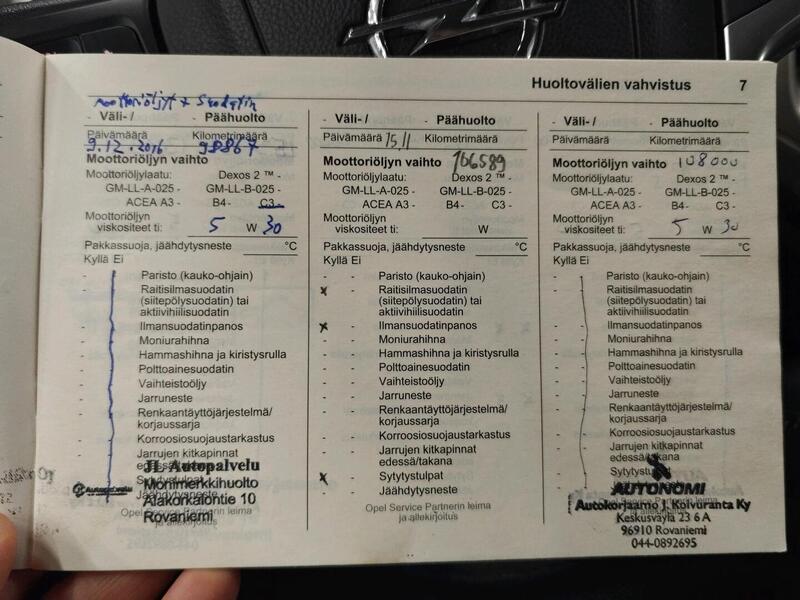 Huoltovälien vahvistus 7
Moottoriöljyt + Suodatin
- Väli- / - Päähuolto
Päivämäärä Kilometrimäärä
9.12.2016
Moottoriöljyn vaihto
Moottoriöljylaatu: Dexos 2 ™ -
GM-LL-A-025 - GM-LL-B-025 -
ACEA A3 - B4- C3 -
Moottoriöljyn
viskositeet ti: 5 W 30
Pakkassuoja, jäähdytysneste °C
Kyllä Ei
- Paristo (kauko-ohjain)
- Raitisilmasuodatin
(siitepölysuodatin) tai
aktiivihiilisuodatin
- Ilmansuodatinpanos
- Moniurahihna
- Hammashihna ja kiristysrulla
- Polttoainesuodatin
- Vaihteistoöljy
- Jarruneste
- Renkaantäyttöjärjestelmä/
korjaussarja
- Korroosiosuojaustarkastus
- Jarrujen kitkapinnat
edessä/takana
- Sytytystulpat
Jäähdytysneste
JL Autopalvelu
Monimerkkihuolto
Alakorkalontie 10
Rovaniemi
Opel Service Partnerin leima
ja allekirjoitus
- Väli- / - Päähuolto
Päivämäärä 15 11 Kilometrimäärä
Moottoriöljyn vaihto 166589
Moottoriöljylaatu: Dexos 2 ™ -
GM-LL-A-025 - GM-LL-B-025 -
ACEA A3 - B4- C3 -
Moottoriöljyn
viskositeet ti: W
Pakkassuoja, jäähdytysneste °C
Kyllä Ei
- - Paristo (kauko-ohjain)
x - Raitisilmasuodatin
(siitepölysuodatin) tai
aktiivihiilisuodatin
x - Ilmansuodatinpanos
- - Moniurahihna
- - Hammashihna ja kiristysrulla
- - Polttoainesuodatin
- - Vaihteistoöljy
- - Jarruneste
- - Renkaantäyttöjärjestelmä/
korjaussarja
- - Korroosiosuojaustarkastus
- - Jarrujen kitkapinnat
edessä/takana
x - Sytytystulpat
- - Jäähdytysneste
Opel Service Partnerin leima
ja allekirjoitus
- Väli- / - Päähuolto
Päivämäärä Kilometrimäärä
Moottoriöljyn vaihto 108000
Moottoriöljylaatu: Dexos 2 ™ -
GM-LL-A-025 - GM-LL-B-025 -
ACEA A3 - B4- C3 -
Moottoriöljyn
viskositeet ti: 5 W 30
Pakkassuoja, jäähdytysneste °C
Kyllä Ei
- Paristo (kauko-ohjain)
- Raitisilmasuodatin
(siitepölysuodatin) tai
aktiivihiilisuodatin
- Ilmansuodatinpanos
- Moniurahihna
- Hammashihna ja kiristysrulla
- Polttoainesuodatin
- Vaihteistoöljy
- Jarruneste
- Renkaantäyttöjärjestelmä/
korjaussarja
- Korroosiosuojaustarkastus
- Jarrujen kitkapinnat
edessä/takana
- Sytytystulpat
AUTONOMI
Autokorjaamo J. Koivuranta Ky
Keskusväylä 23 6 A
96910 Rovaniemi
044-0892695